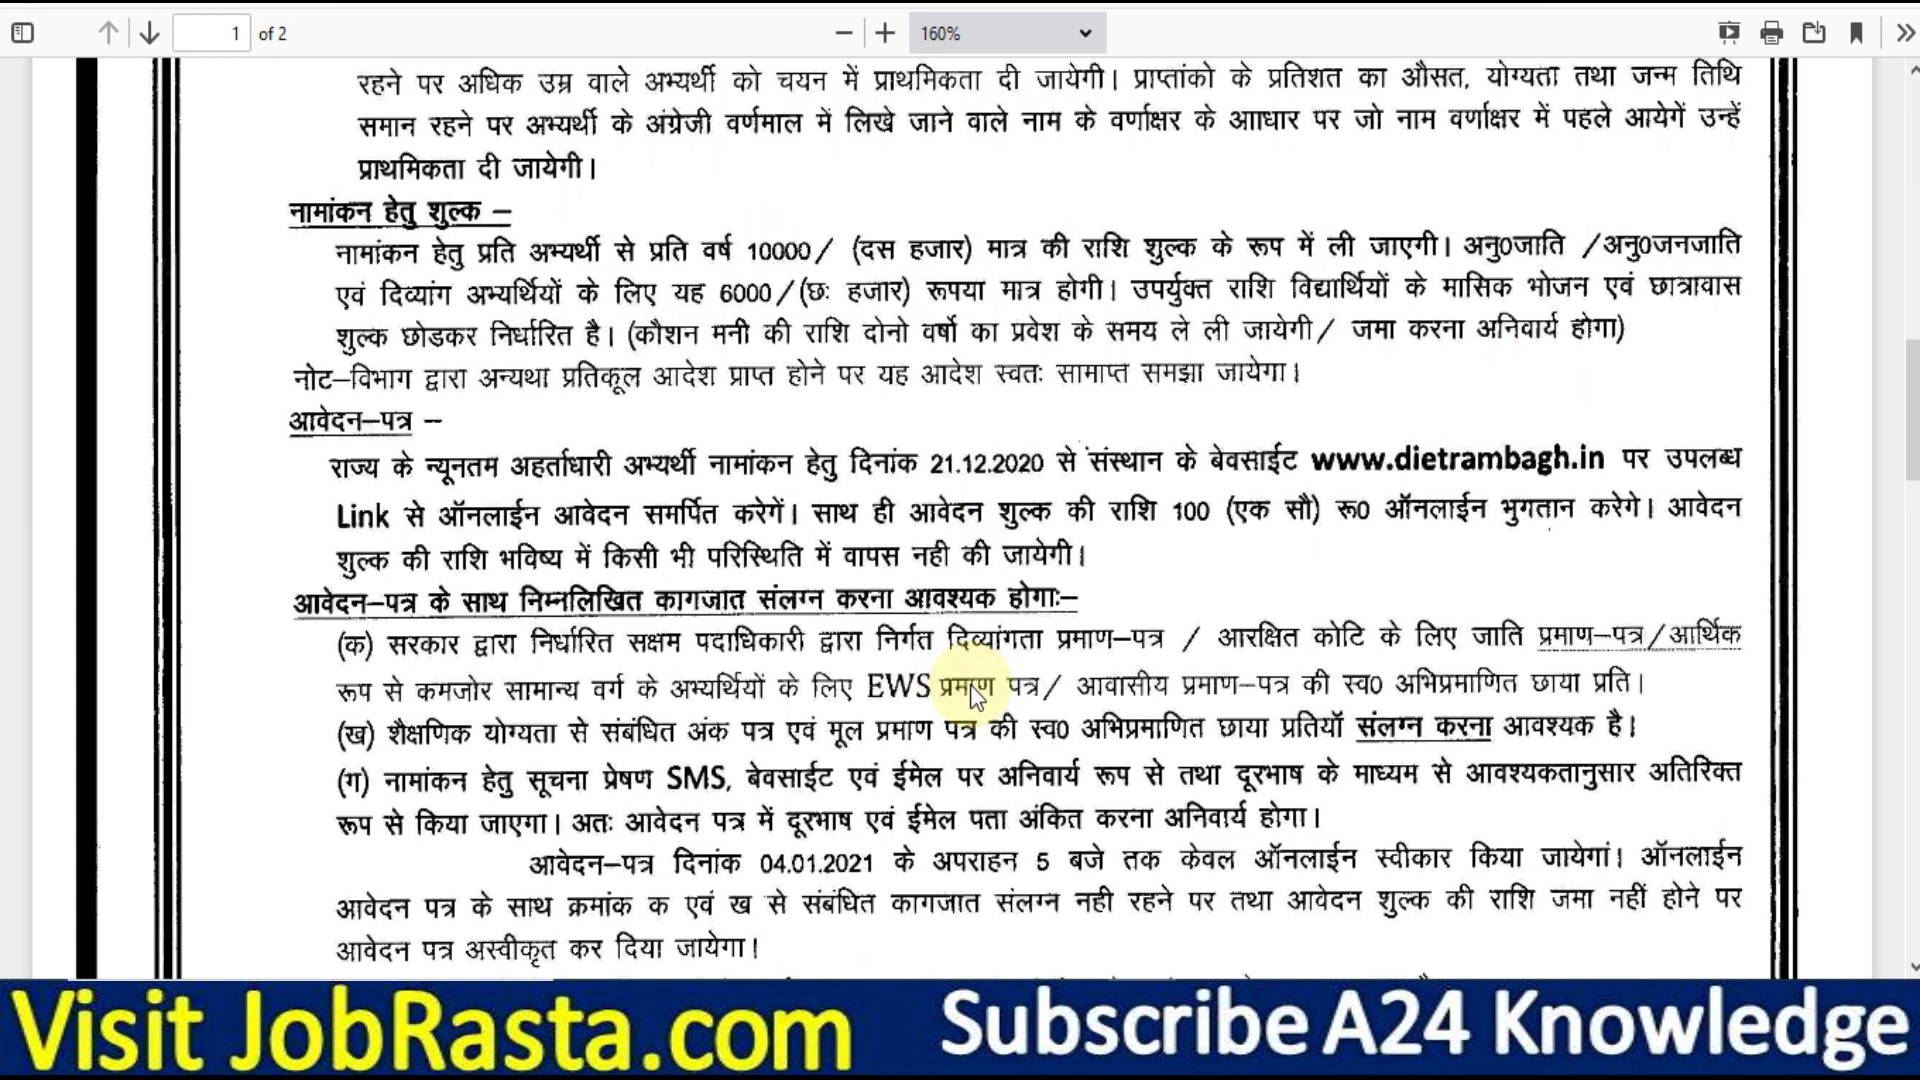 1 of 2 160%
रहने पर अधिक उम्र वाले अभ्यर्थी को चयन में प्राथमिकता दी जायेगी। प्राप्तांको के प्रतिशत का औसत, योग्यता तथा जन्म तिथि
समान रहने पर अभ्यर्थी के अंग्रेजी वर्णमाल में लिखे जाने वाले नाम के वर्णाक्षर के आाधार पर जो नाम वर्णाक्षर में पहले आयेगें उन्हें
प्राथमिकता दी जायेगी।
नामांकन हेतु शुल्क –
नामांकन हेतु प्रति अभ्यर्थी से प्रति वर्ष 10000/ (दस हजार) मात्र की राशि शुल्क के रूप में ली जाएगी। अनु0जाति /अनु0जनजाति
एवं दिव्यांग अभ्यर्थियों के लिए यह 6000/(छः हजार) रूपया मात्र होगी। उपर्युक्त राशि विद्यार्थियों के मासिक भोजन एवं छात्रावास
शुल्क छोडकर निर्धारित है। (कौशन मनी की राशि दोनो वर्षो का प्रवेश के समय ले ली जायेगी/ जमा करना अनिवार्य होगा)
नोट–विभाग द्वारा अन्यथा प्रतिकूल आदेश प्राप्त होने पर यह आदेश स्वतः सामाप्त समझा जायेगा।
आवेदन–पत्र –
राज्य के न्यूनतम अहर्ताधारी अभ्यर्थी नामांकन हेतु दिनांक 21.12.2020 से संस्थान के बेवसाईट www.dietrambagh.in पर उपलब्ध
Link से ऑनलाईन आवेदन समर्पित करेगें। साथ ही आवेदन शुल्क की राशि 100 (एक सौ) रू0 ऑनलाईन भुगतान करेगे। आवेदन
शुल्क की राशि भविष्य में किसी भी परिस्थिति में वापस नही की जायेगी।
आवेदन–पत्र के साथ निम्नलिखित कागजात संलग्न करना आवश्यक होगाः–
(क) सरकार द्वारा निर्धारित सक्षम पदाधिकारी द्वारा निर्गत दिव्यांगता प्रमाण–पत्र / आरक्षित कोटि के लिए जाति प्रमाण–पत्र/आर्थिक
रूप से कमजोर सामान्य वर्ग के अभ्यर्थियों के लिए EWS प्रमाण पत्र/ आवासीय प्रमाण–पत्र की स्व0 अभिप्रमाणित छाया प्रति।
(ख) शैक्षणिक योग्यता से संबंधित अंक पत्र एवं मूल प्रमाण पत्र की स्व0 अभिप्रमाणित छाया प्रतियॉ संलग्न करना आवश्यक है।
(ग) नामांकन हेतु सूचना प्रेषण SMS, बेवसाईट एवं ईमेल पर अनिवार्य रूप से तथा दूरभाष के माध्यम से आवश्यकतानुसार अतिरिक्त
रूप से किया जाएगा। अतः आवेदन पत्र में दूरभाष एवं ईमेल पता अंकित करना अनिवार्य होगा।
आवेदन–पत्र दिनांक 04.01.2021 के अपराहन 5 बजे तक केवल ऑनलाईन स्वीकार किया जायेगां। ऑनलाईन
आवेदन पत्र के साथ क्रमांक क एवं ख से संबंधित कागजात संलग्न नही रहने पर तथा आवेदन शुल्क की राशि जमा नहीं होने पर
आवेदन पत्र अस्वीकृत कर दिया जायेगा।
Visit JobRasta.com Subscribe A24 Knowledge